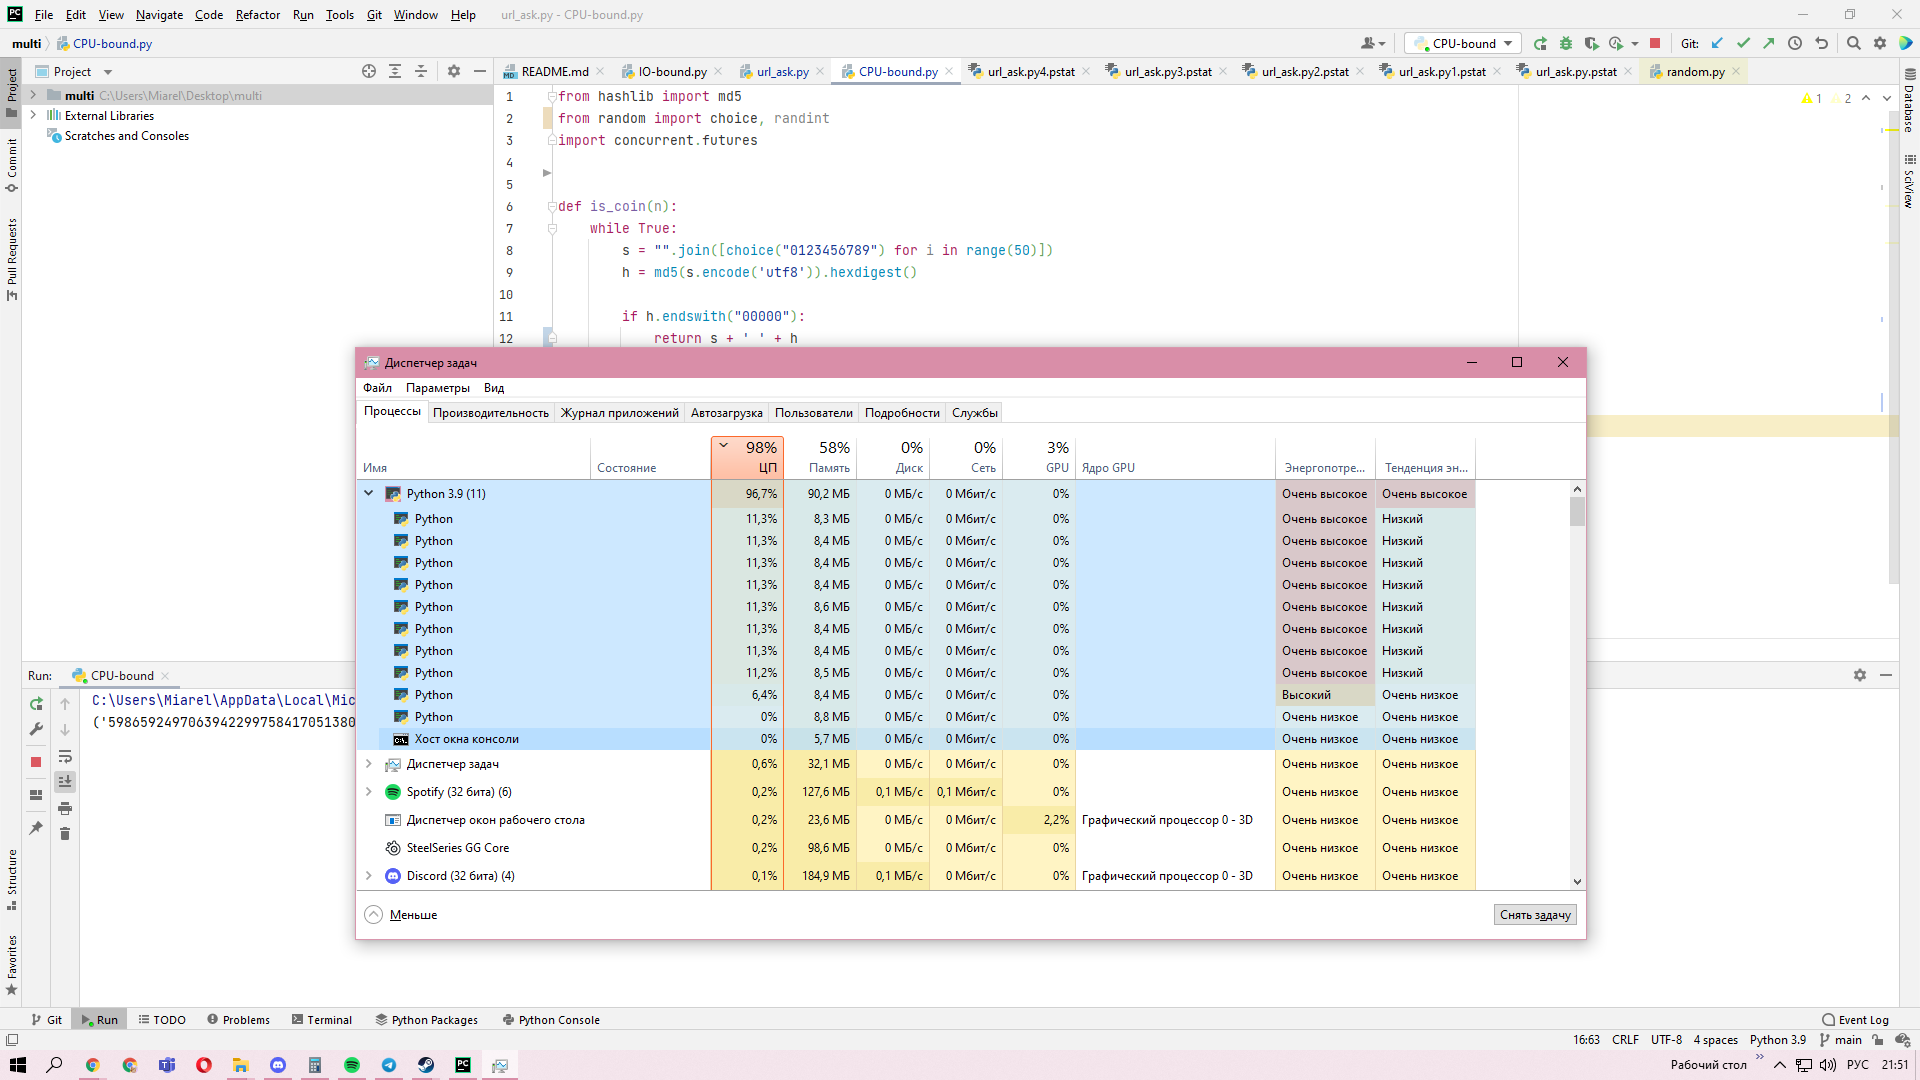 File Edit View Navigate Code Refactor Run Tools Git Window Help url_ask.py - CPU-bound.py
multi CPU-bound.py CPU-bound Git:
Project README.md IO-bound.py url_ask.py CPU-bound.py url_ask.py4.pstat url_ask.py3.pstat url_ask.py2.pstat url_ask.py1.pstat url_ask.py.pstat random.py
Project
Commit
Pull Requests
Structure
Favorites
multi C:\Users\Miarel\Desktop\multi
External Libraries
Scratches and Consoles
1 from hashlib import md5
2 from random import choice, randint
3 import concurrent.futures
4
5
6 def is_coin(n):
7 while True:
8 s = "".join([choice("0123456789") for i in range(50)])
9 h = md5(s.encode('utf8')).hexdigest()
10
11 if h.endswith("00000"):
12 return s + ' ' + h
1 2
Database
SciView
Диспетчер задач
Файл Параметры Вид
Процессы Производительность Журнал приложений Автозагрузка Пользователи Подробности Службы
98% 58% 0% 0% 3%
Имя Состояние ЦП Память Диск Сеть GPU Ядро GPU Энергопотре... Тенденция эн...
Python 3.9 (11) 96,7% 90,2 МБ 0 МБ/с 0 Мбит/с 0% Очень высокое Очень высокое
Python 11,3% 8,3 МБ 0 МБ/с 0 Мбит/с 0% Очень высокое Низкий
Python 11,3% 8,4 МБ 0 МБ/с 0 Мбит/с 0% Очень высокое Низкий
Python 11,3% 8,4 МБ 0 МБ/с 0 Мбит/с 0% Очень высокое Низкий
Python 11,3% 8,4 МБ 0 МБ/с 0 Мбит/с 0% Очень высокое Низкий
Python 11,3% 8,6 МБ 0 МБ/с 0 Мбит/с 0% Очень высокое Низкий
Python 11,3% 8,4 МБ 0 МБ/с 0 Мбит/с 0% Очень высокое Низкий
Python 11,3% 8,4 МБ 0 МБ/с 0 Мбит/с 0% Очень высокое Низкий
Python 11,2% 8,5 МБ 0 МБ/с 0 Мбит/с 0% Очень высокое Низкий
Python 6,4% 8,4 МБ 0 МБ/с 0 Мбит/с 0% Высокий Очень низкое
Python 0% 8,8 МБ 0 МБ/с 0 Мбит/с 0% Очень низкое Очень низкое
Хост окна консоли 0% 5,7 МБ 0 МБ/с 0 Мбит/с 0% Очень низкое Очень низкое
Диспетчер задач 0,6% 32,1 МБ 0 МБ/с 0 Мбит/с 0% Очень низкое Очень низкое
Spotify (32 бита) (6) 0,2% 127,6 МБ 0,1 МБ/с 0,1 Мбит/с 0% Очень низкое Очень низкое
Диспетчер окон рабочего стола 0,2% 23,6 МБ 0 МБ/с 0 Мбит/с 2,2% Графический процессор 0 - 3D Очень низкое Очень низкое
SteelSeries GG Core 0,2% 98,6 МБ 0 МБ/с 0 Мбит/с 0% Очень низкое Очень низкое
Discord (32 бита) (4) 0,1% 184,9 МБ 0,1 МБ/с 0 Мбит/с 0% Графический процессор 0 - 3D Очень низкое Очень низкое
Меньше Снять задачу
Run: CPU-bound
C:\Users\Miarel\AppData\Local\Mic
('5986592497063942299758417051380
Git Run TODO Problems Terminal Python Packages Python Console Event Log
16:63 CRLF UTF-8 4 spaces Python 3.9 main
Рабочий стол РУС 21:51